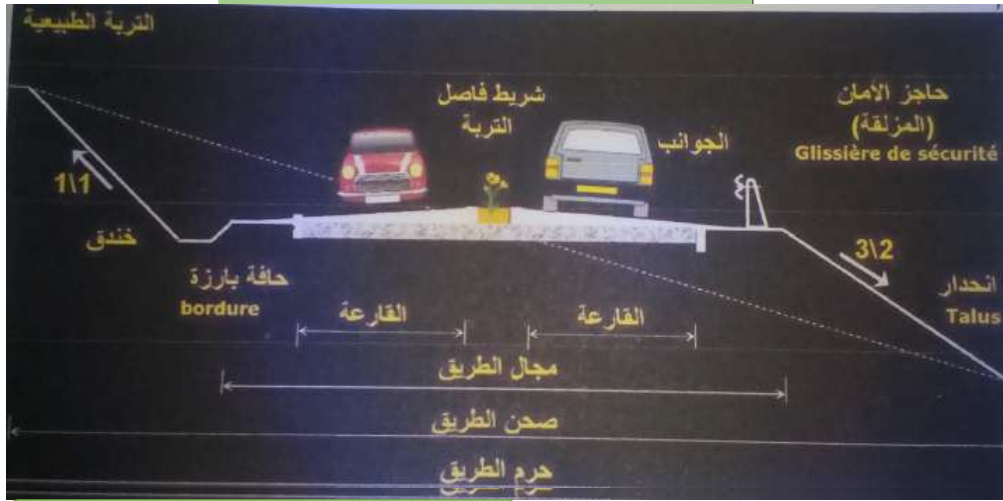 التربة الطبيعية
شريط فاصل
التربة
الجوانب
حاجز الأمان
(المزلقة)
Glissière de sécurité
1\1
خندق
حافة بارزة
bordure
3\2
انحدار
Talus
القارعة
القارعة
مجال الطريق
صحن الطريق
حرم الطريق